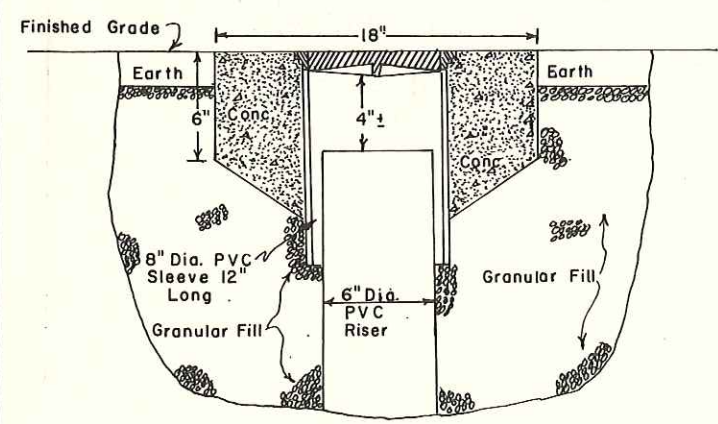 Finished Grade
18"
Earth
Earth
6"
Conc.
4"±
Conc.
8" Dia. PVC
Sleeve 12"
Long
6" Dia.
PVC
Riser
Granular Fill
Granular Fill